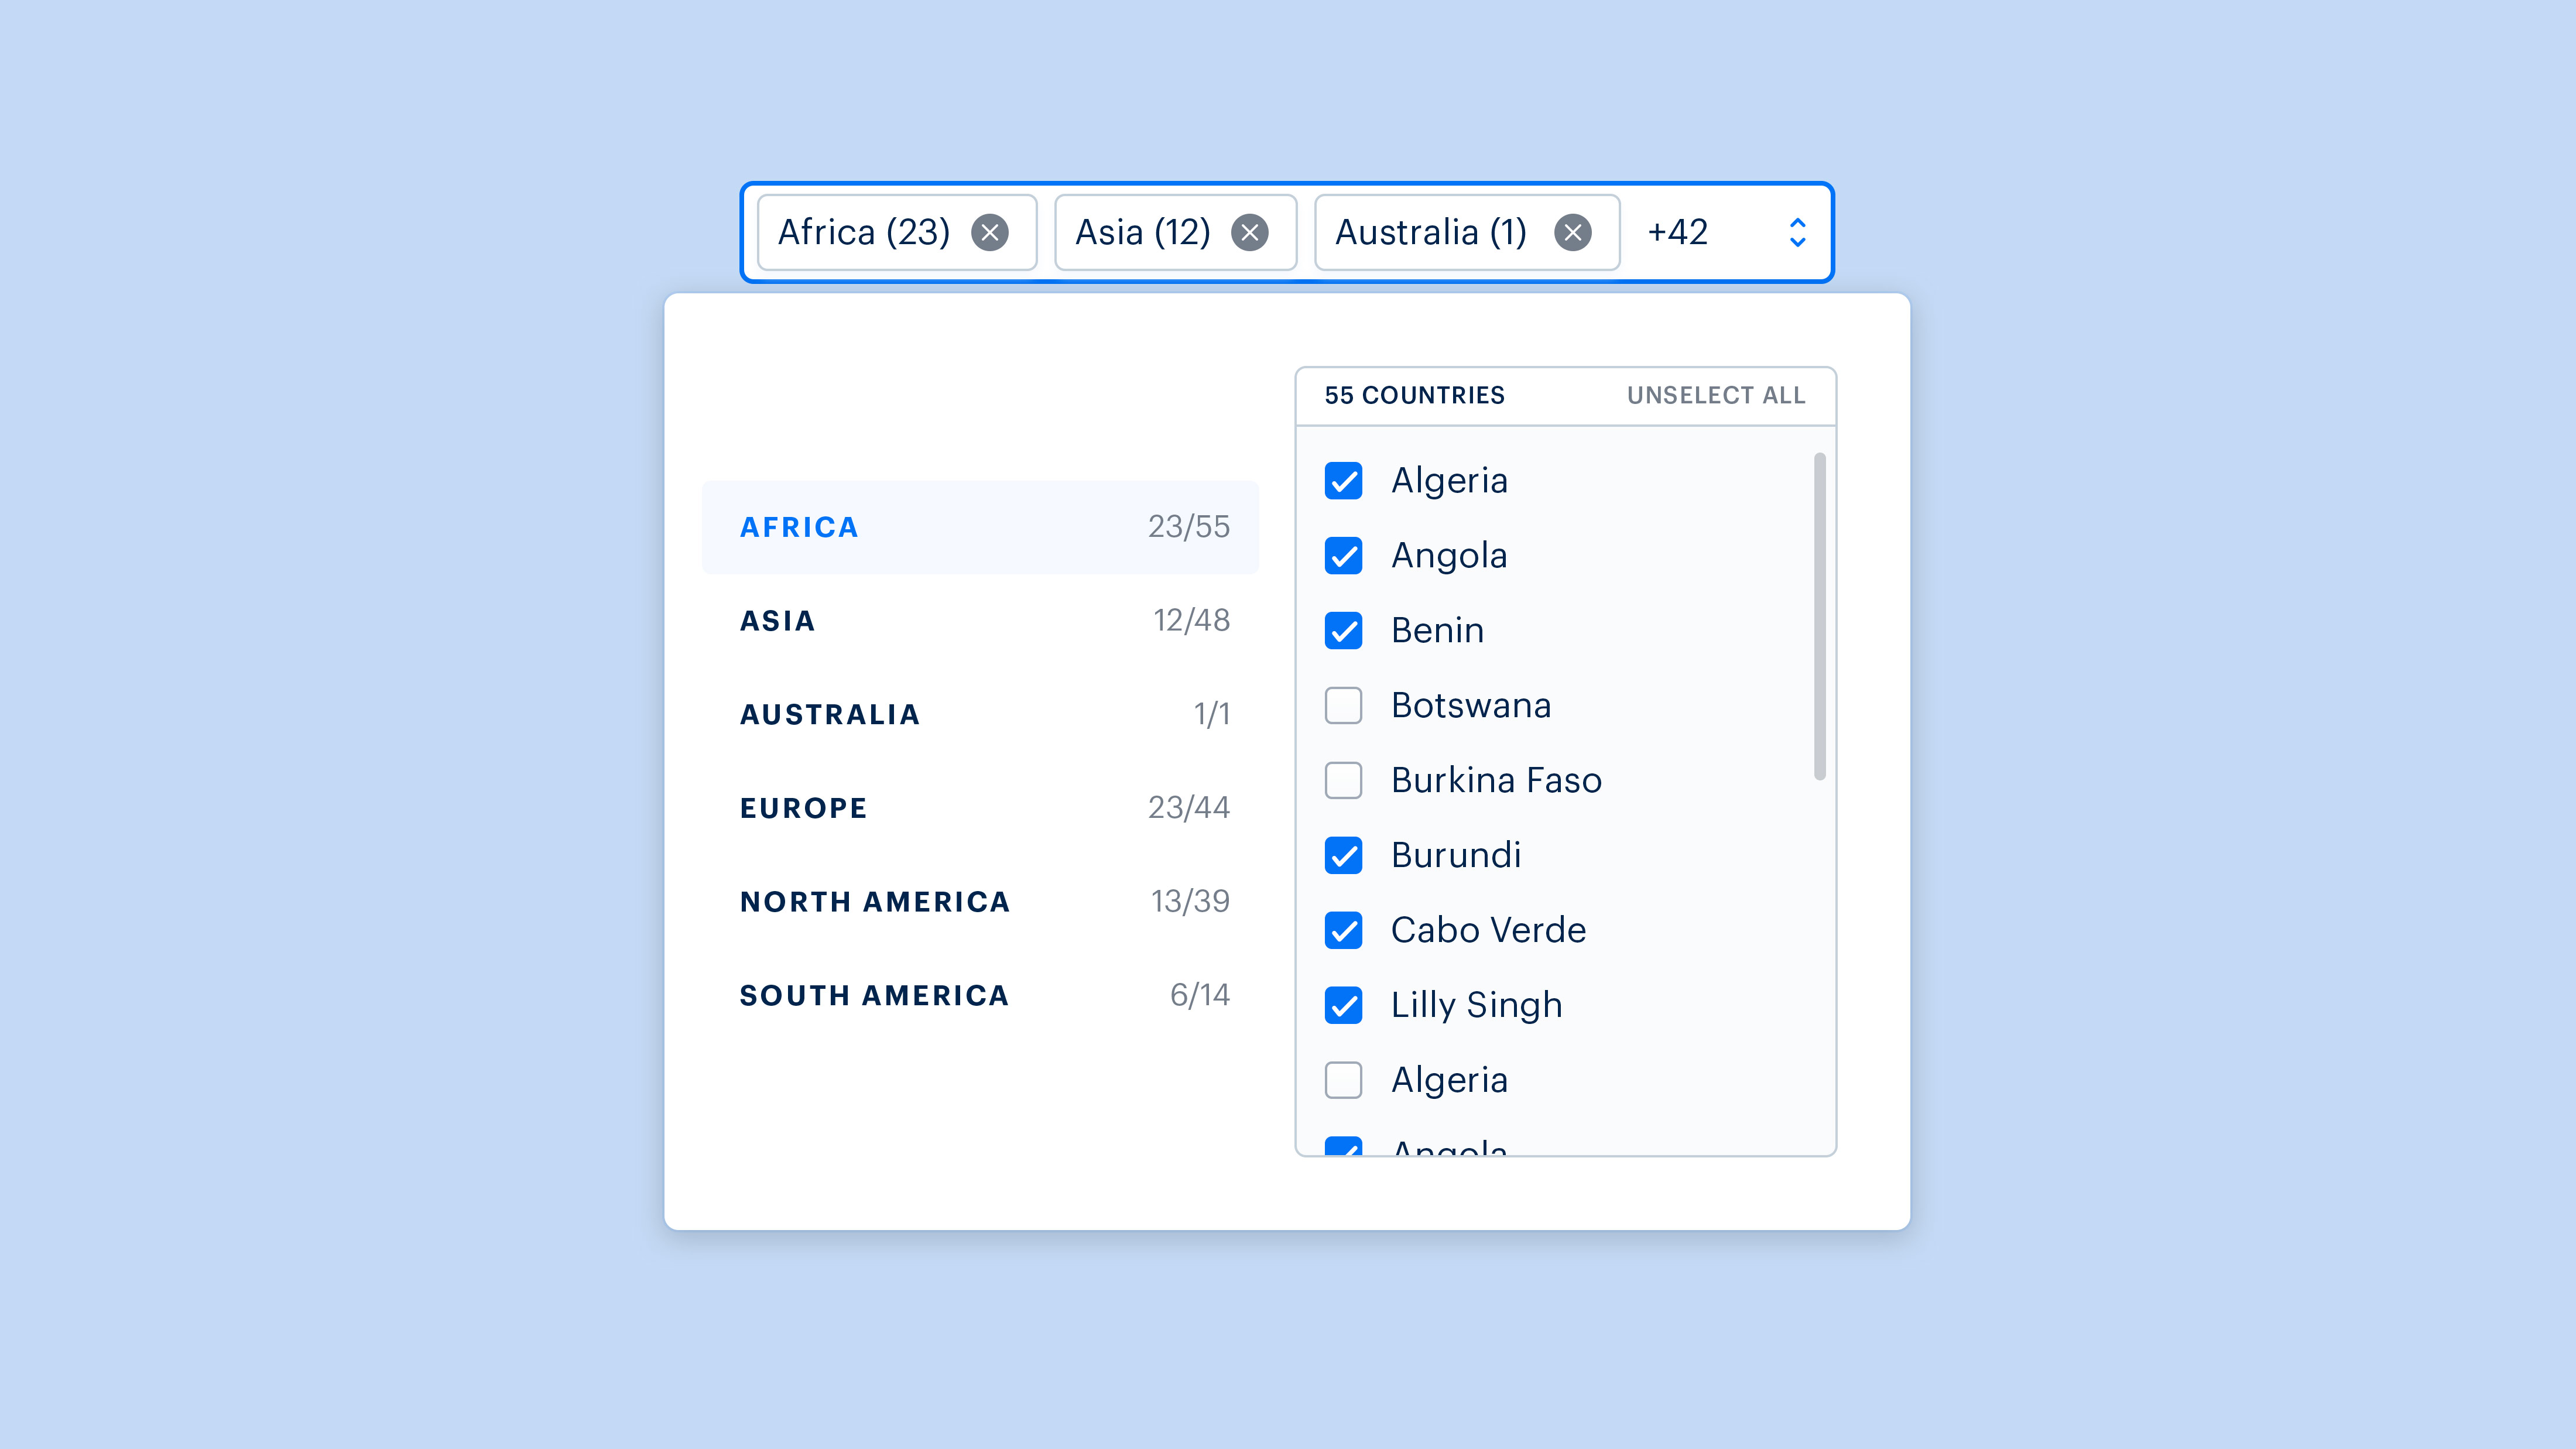 Africa (23) Asia (12) Australia (1) +42
AFRICA 23/55
ASIA 12/48
AUSTRALIA 1/1
EUROPE 23/44
NORTH AMERICA 13/39
SOUTH AMERICA 6/14
55 COUNTRIES UNSELECT ALL
Algeria
Angola
Benin
Botswana
Burkina Faso
Burundi
Cabo Verde
Lilly Singh
Algeria
Angola